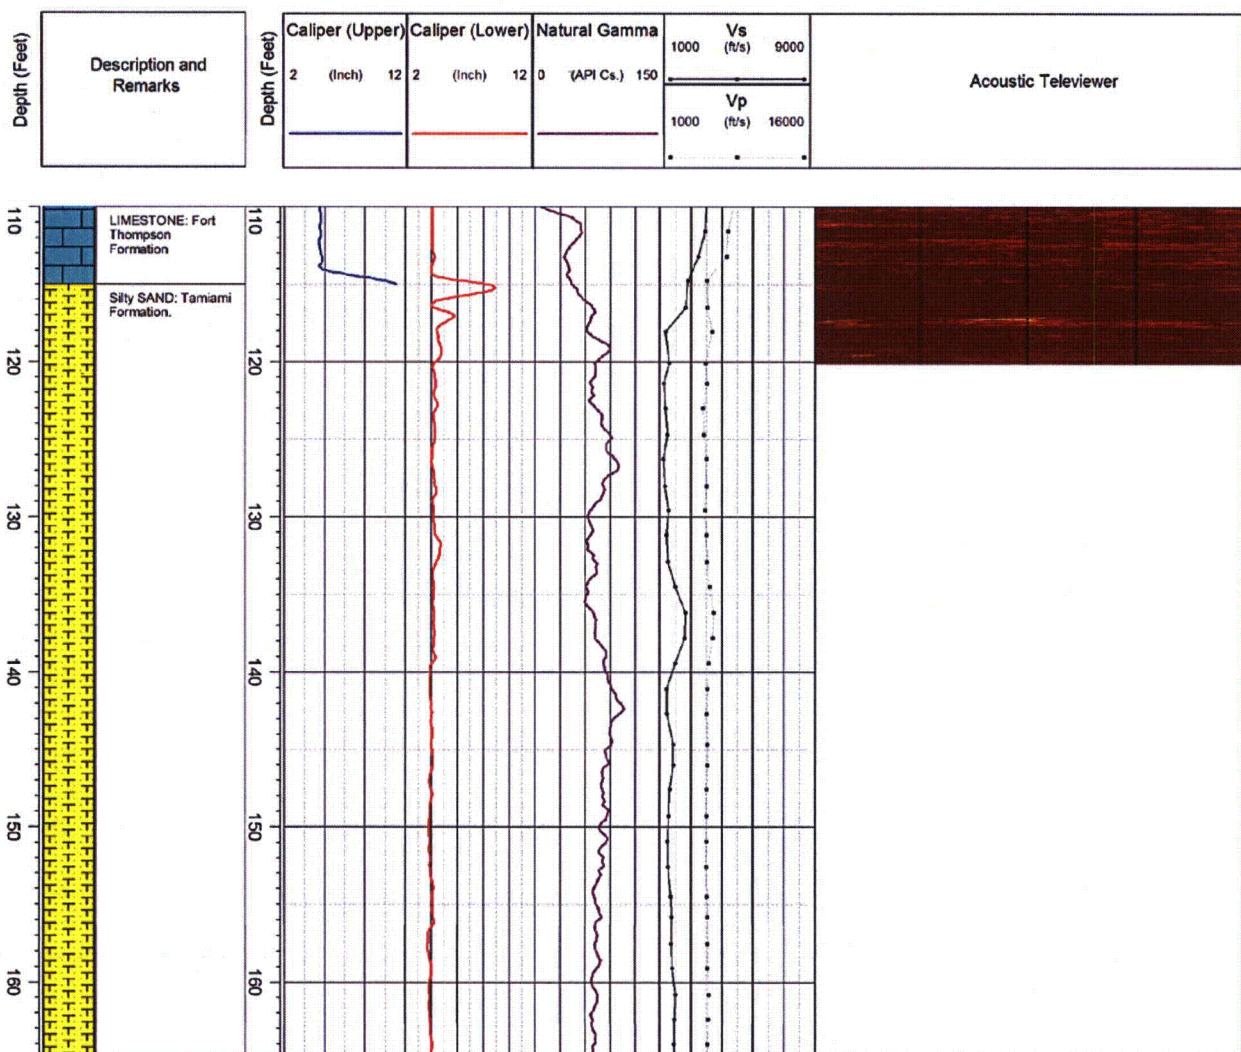 Depth (Feet)
Description and
Remarks
Depth (Feet)
Caliper (Upper)
2 (Inch) 12
Caliper (Lower)
2 (Inch) 12
Natural Gamma
0 (API Cs.) 150
Vs
1000 (ft/s) 9000
Vp
1000 (ft/s) 16000
Acoustic Televiewer
110
LIMESTONE: Fort
Thompson
Formation
Silty SAND: Tamiami
Formation.
120
130
140
150
160
110
120
130
140
150
160